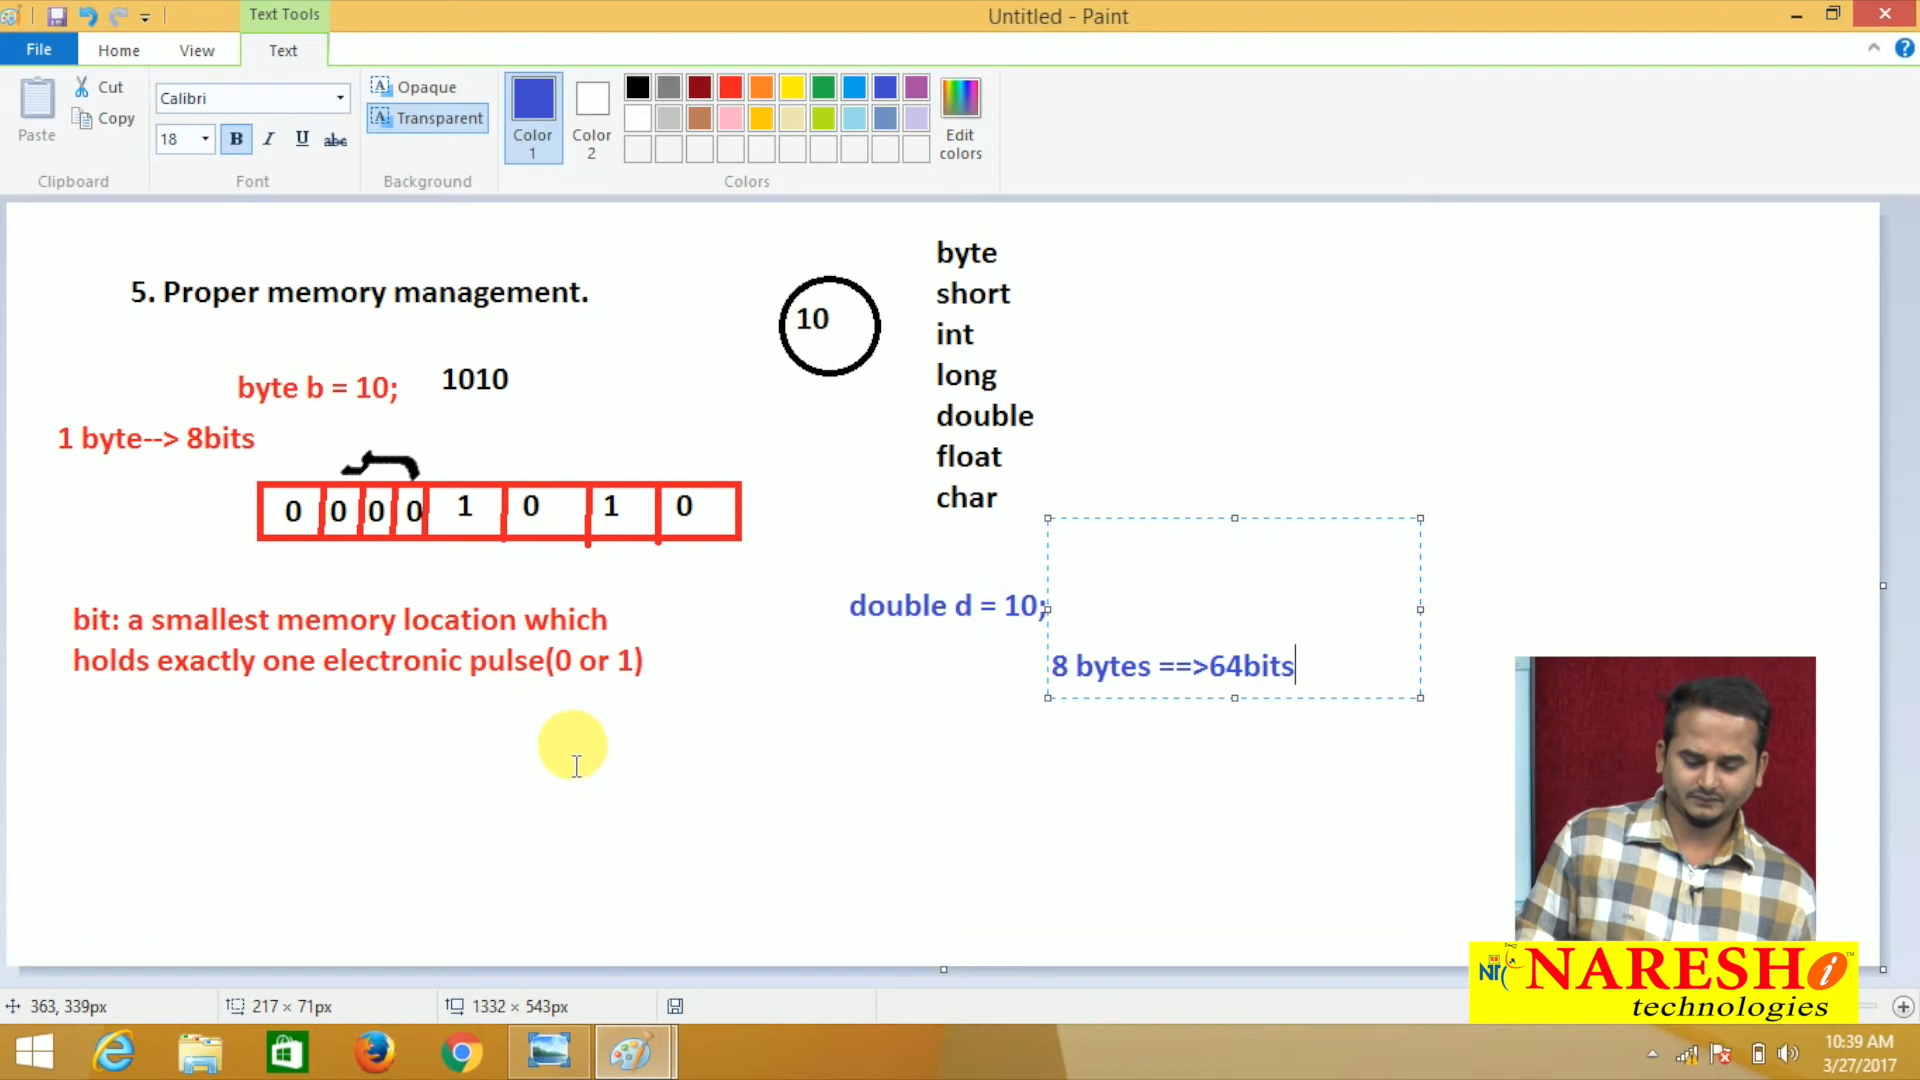 Text Tools
Untitled - Paint
File
Home
View
Text
Paste
Cut
Copy
Clipboard
Calibri
18
B
I
U
abc
Font
A Opaque
A Transparent
Background
Color
1
Color
2
Edit
colors
Colors
5. Proper memory management.
byte b = 10;
1010
1 byte--> 8bits
0 0 0 0 1 0 1 0
bit: a smallest memory location which
holds exactly one electronic pulse(0 or 1)
10
byte
short
int
long
double
float
char
double d = 10;
8 bytes ==>64bits
NARESH i ™
technologies
363, 339px
217 × 71px
1332 × 543px
10:39 AM
3/27/2017